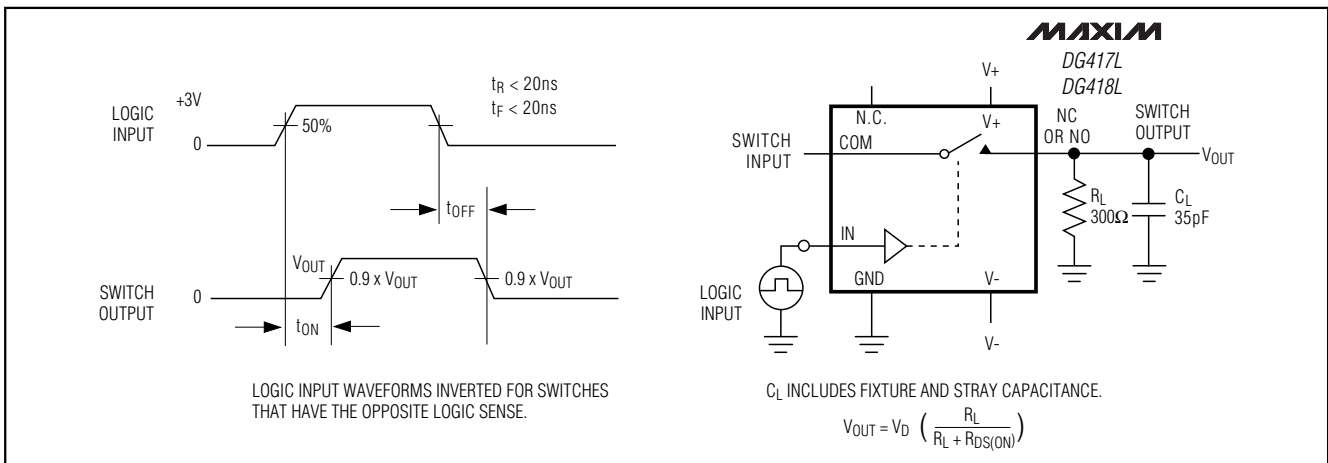 LOGIC
INPUT
+3V
0
50%
tR < 20ns
tF < 20ns
tOFF
SWITCH
OUTPUT
VOUT
0
0.9 x VOUT
0.9 x VOUT
tON
LOGIC INPUT WAVEFORMS INVERTED FOR SWITCHES
THAT HAVE THE OPPOSITE LOGIC SENSE.
MAXIM
DG417L
DG418L
V+
N.C.
V+
NC
OR NO
SWITCH
OUTPUT
SWITCH
INPUT
COM
VOUT
RL
300Ω
CL
35pF
IN
LOGIC
INPUT
GND
V-
V-
CL INCLUDES FIXTURE AND STRAY CAPACITANCE.
VOUT = VD ( RL / RL + RDS(ON) )